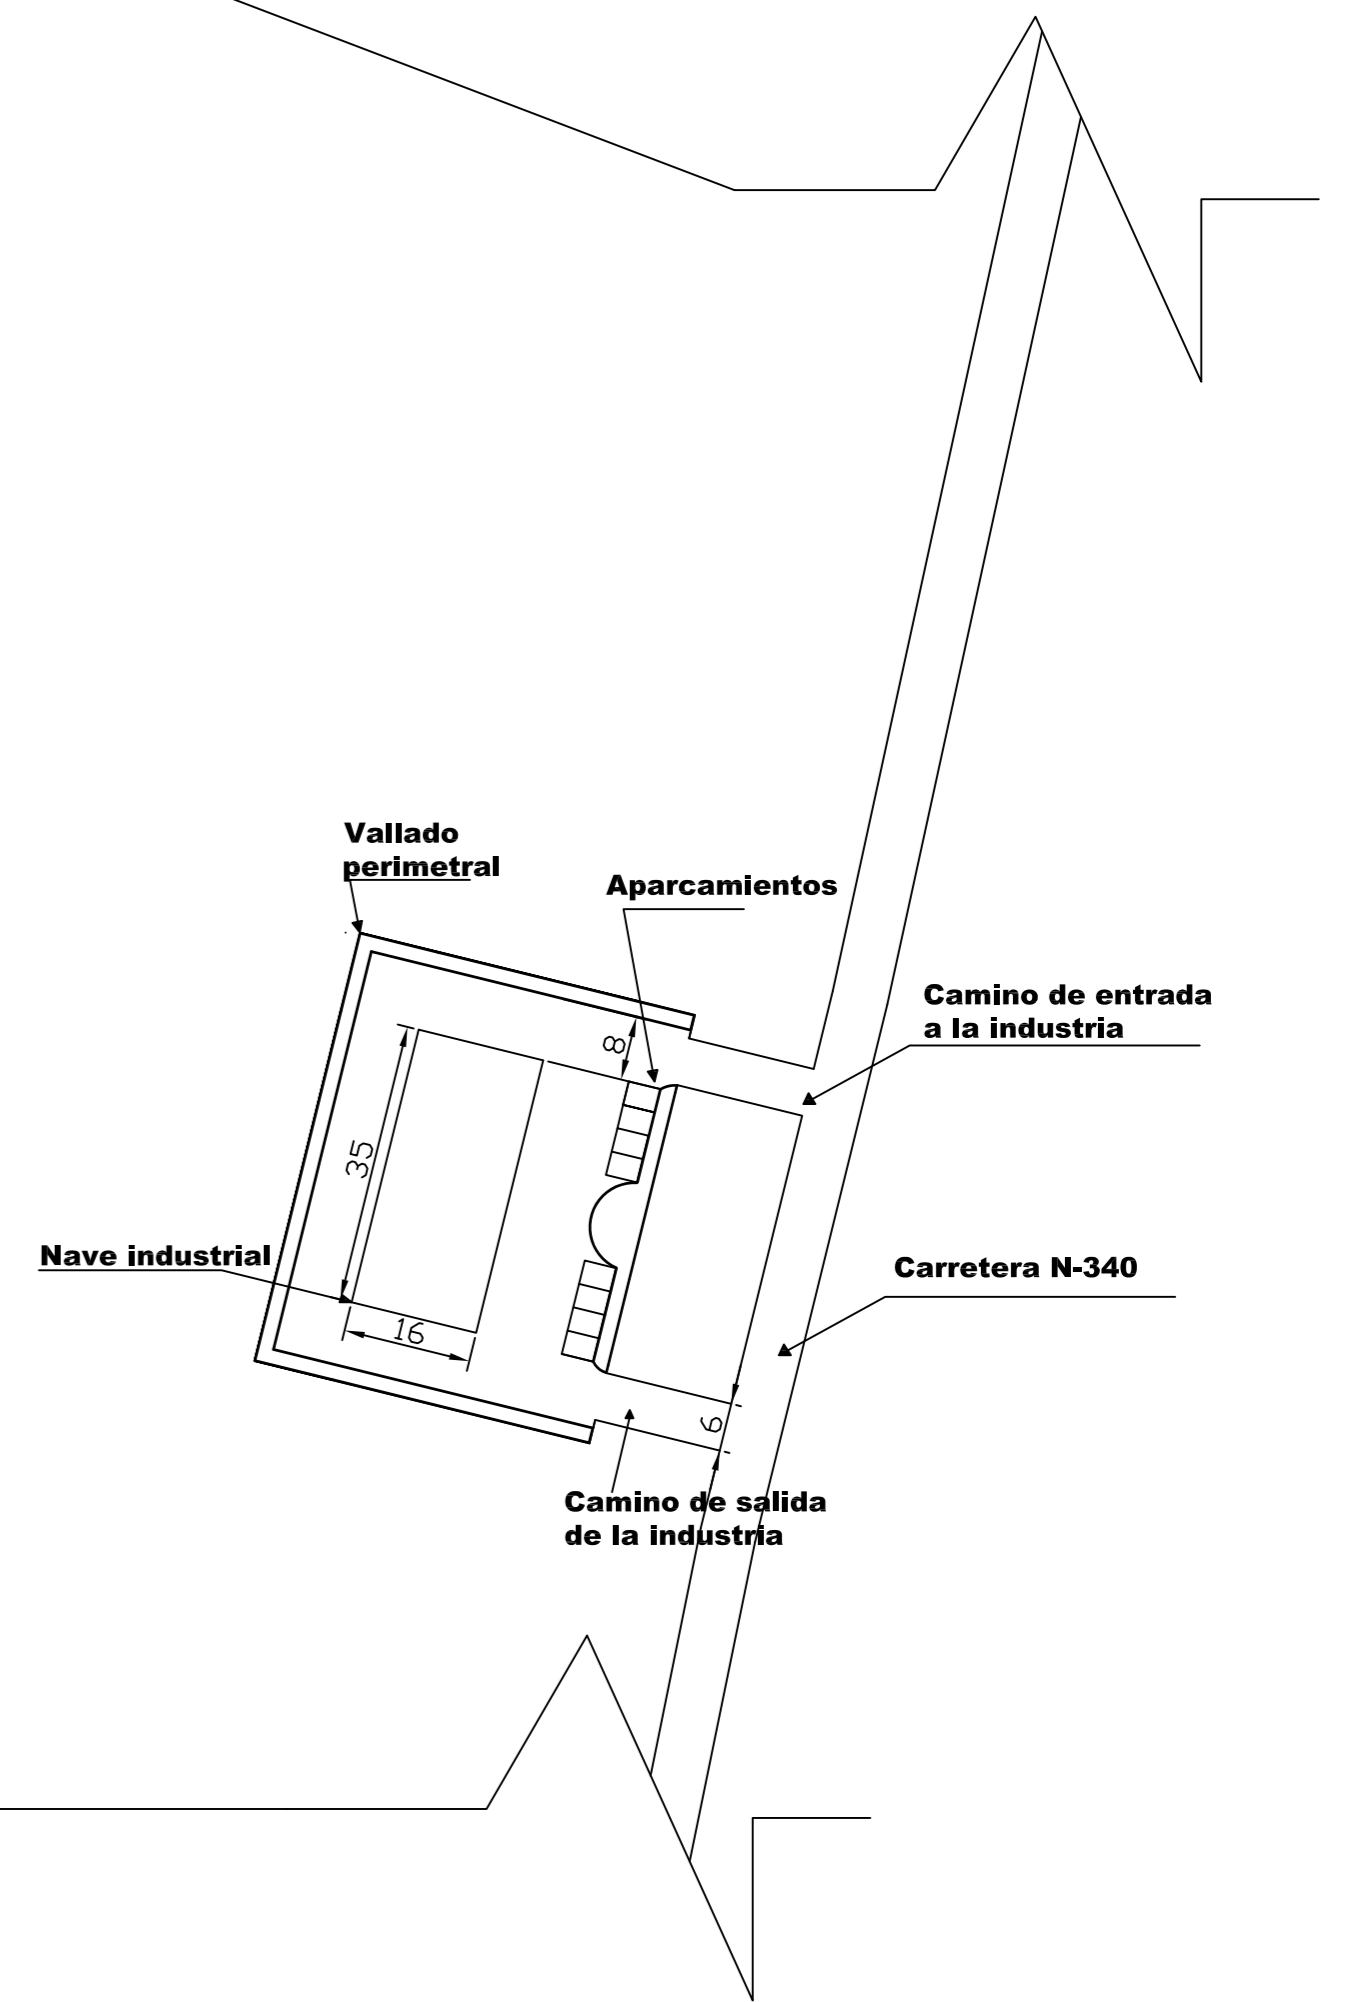 Vallado
perimetral
Aparcamientos
Camino de entrada
a la industria
8
35
Nave industrial
Carretera N-340
16
6
Camino de salida
de la industria